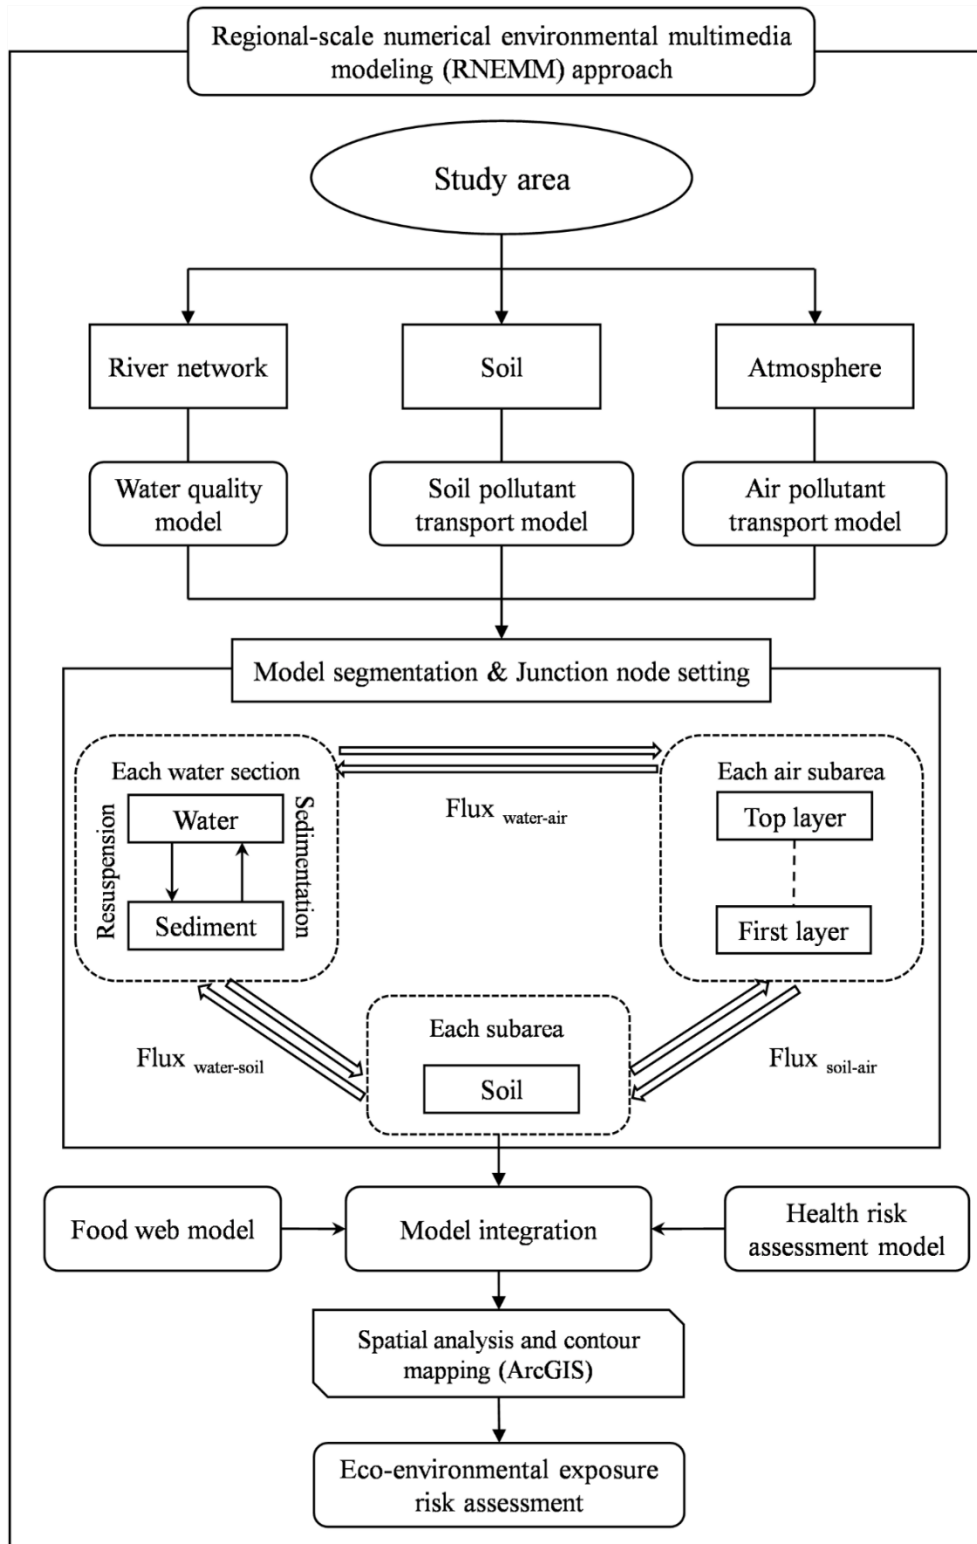 Regional-scale numerical environmental multimedia
modeling (RNEMM) approach
Study area
River network
Soil
Atmosphere
Water quality
model
Soil pollutant
transport model
Air pollutant
transport model
Model segmentation & Junction node setting
Each water section
Resuspension
Water
Sediment
Sedimentation
Flux water-air
Each air subarea
Top layer
First layer
Flux water-soil
Each subarea
Soil
Flux soil-air
Food web model
Model integration
Health risk
assessment model
Spatial analysis and contour
mapping (ArcGIS)
Eco-environmental exposure
risk assessment